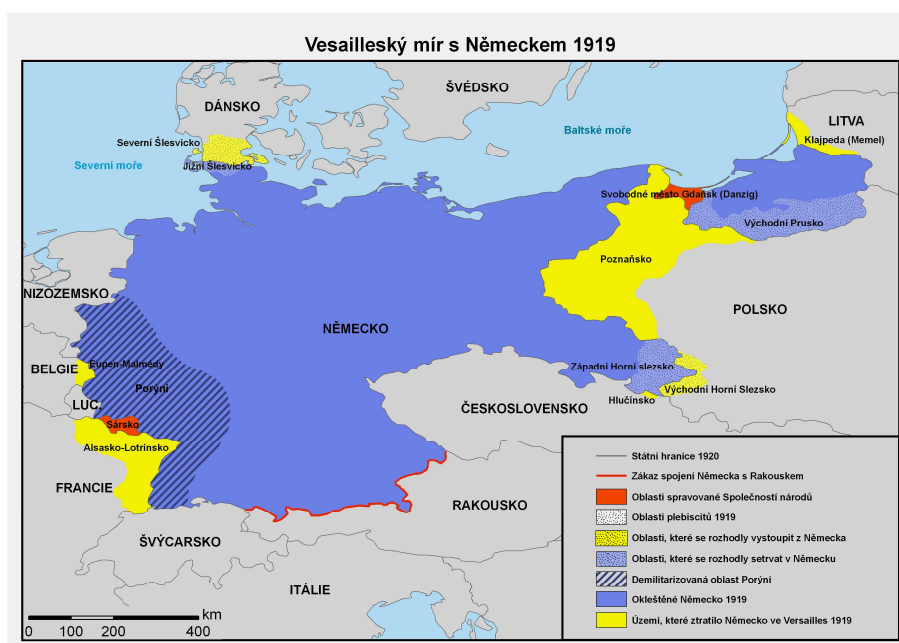 Vesailleský mír s Německem 1919
ŠVÉDSKO
DÁNSKO
LITVA
Baltské moře
Klajpeda (Memel)
Severní Šlesvicko
Severní moře
Jižní Šlesvicko
Svobodné město Gdaňsk (Danzig)
Východní Prusko
Poznaňsko
NIZOZEMSKO
POLSKO
NĚMECKO
BELGIE
Eupen-Malmédy
Západní Horní slezsko
Porýní
Východní Horní Slezsko
Hlučínsko
LUC.
ČESKOSLOVENSKO
Sársko
Alsasko-Lotrinsko
FRANCIE
RAKOUSKO
ŠVÝCARSKO
ITÁLIE
Státní hranice 1920
Zákaz spojení Německa s Rakouskem
Oblasti spravované Společností národů
Oblasti plebiscitů 1919
Oblasti, které se rozhodly vystoupit z Německa
Oblasti, které se rozhodly setrvat v Německu
Demilitarizovaná oblast Porýní
Okleštěné Německo 1919
Území, které ztratilo Německo ve Versailles 1919
km
0 100 200 400